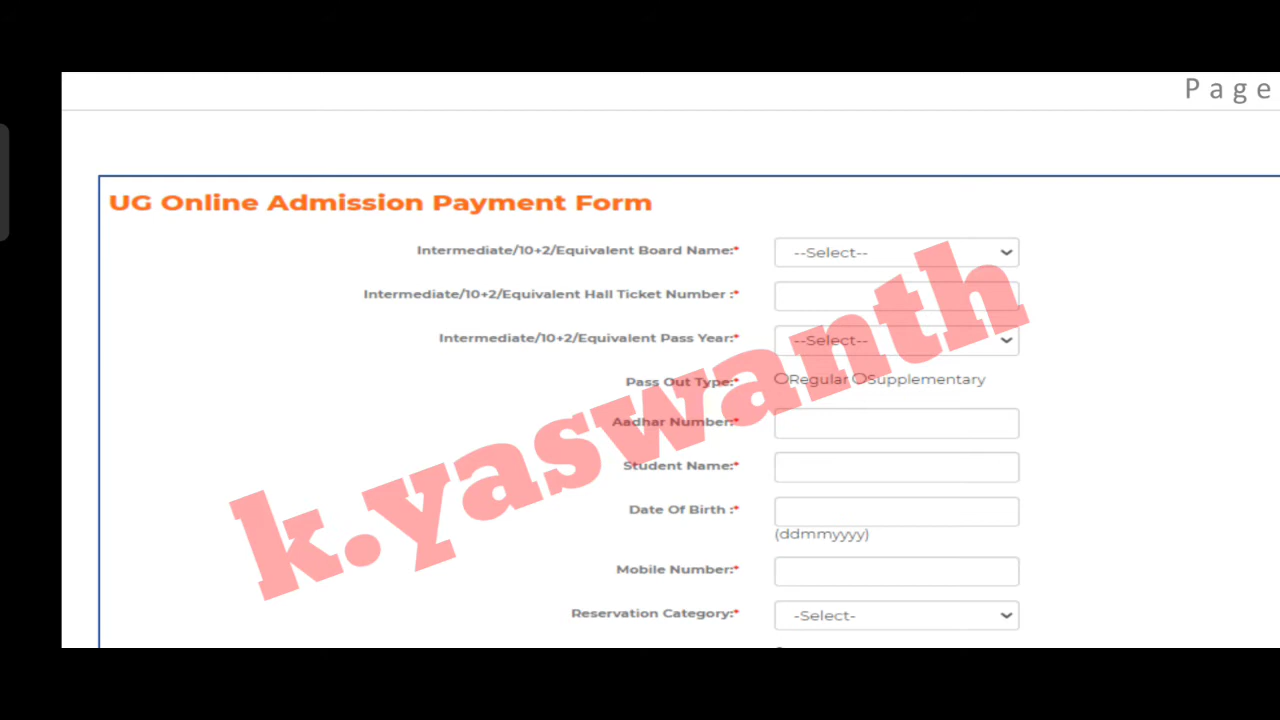 Page
UG Online Admission Payment Form
Intermediate/10+2/Equivalent Board Name:* --Select--
Intermediate/10+2/Equivalent Hall Ticket Number :*
Intermediate/10+2/Equivalent Pass Year:* --Select--
Pass Out Type:* Regular Supplementary
Aadhar Number:*
Student Name:*
Date Of Birth :*
(ddmmyyyy)
Mobile Number:*
Reservation Category:* -Select-
k.yaswanth